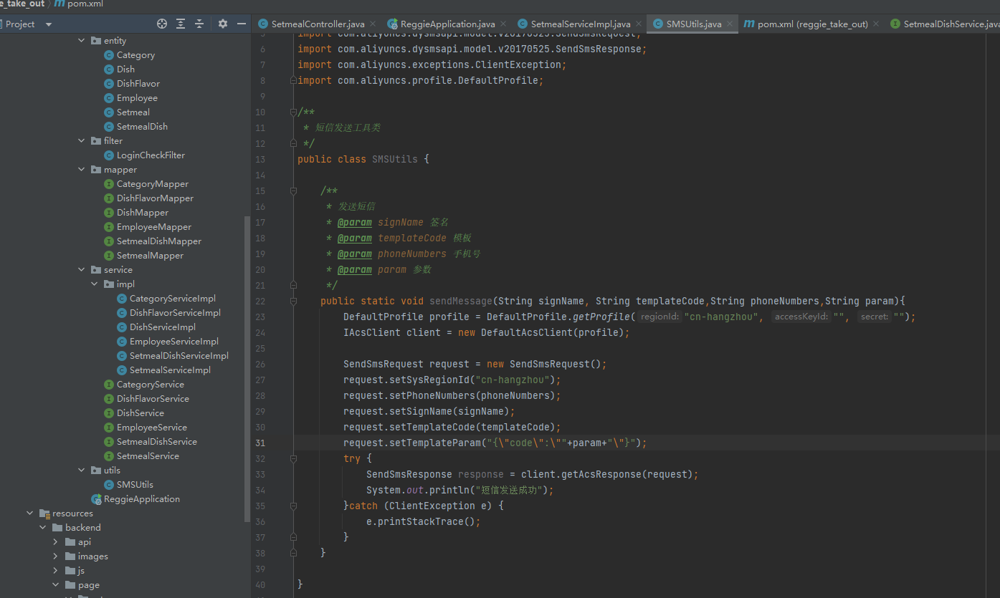 e_take_out 〉 pom.xml
Project
SetmealController.java
ReggieApplication.java
SetmealServiceImpl.java
SMSUtils.java
pom.xml (reggie_take_out)
SetmealDishService.java
entity
Category
Dish
DishFlavor
Employee
Setmeal
SetmealDish
filter
LoginCheckFilter
mapper
CategoryMapper
DishFlavorMapper
DishMapper
EmployeeMapper
SetmealDishMapper
SetmealMapper
service
impl
CategoryServiceImpl
DishFlavorServiceImpl
DishServiceImpl
EmployeeServiceImpl
SetmealDishServiceImpl
SetmealServiceImpl
CategoryService
DishFlavorService
DishService
EmployeeService
SetmealDishService
SetmealService
utils
SMSUtils
ReggieApplication
resources
backend
api
images
js
page
5 import com.aliyuncs.dysmsapi.model.v20170525.SendSmsRequest;
6 import com.aliyuncs.dysmsapi.model.v20170525.SendSmsResponse;
7 import com.aliyuncs.exceptions.ClientException;
8 import com.aliyuncs.profile.DefaultProfile;
9
10 /**
11 * 短信发送工具类
12 */
13 public class SMSUtils {
14
15 /**
16 * 发送短信
17 * @param signName 签名
18 * @param templateCode 模板
19 * @param phoneNumbers 手机号
20 * @param param 参数
21 */
22 public static void sendMessage(String signName, String templateCode,String phoneNumbers,String param){
23 DefaultProfile profile = DefaultProfile.getProfile( regionId: "cn-hangzhou", accessKeyId: "", secret: "");
24 IAcsClient client = new DefaultAcsClient(profile);
25
26 SendSmsRequest request = new SendSmsRequest();
27 request.setSysRegionId("cn-hangzhou");
28 request.setPhoneNumbers(phoneNumbers);
29 request.setSignName(signName);
30 request.setTemplateCode(templateCode);
31 request.setTemplateParam("{\"code\":\""+param+"\"}");
32 try {
33 SendSmsResponse response = client.getAcsResponse(request);
34 System.out.println("短信发送成功");
35 }catch (ClientException e) {
36 e.printStackTrace();
37 }
38 }
39
40 }